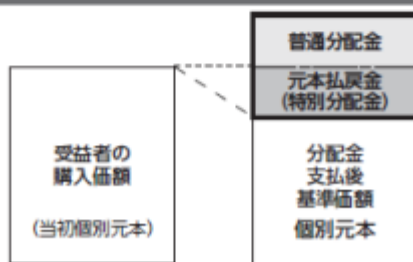 普通分配金
元本払戻金
(特別分配金)
受益者の
購入価額
(当初個別元本)
分配金
支払後
基準価額
個別元本